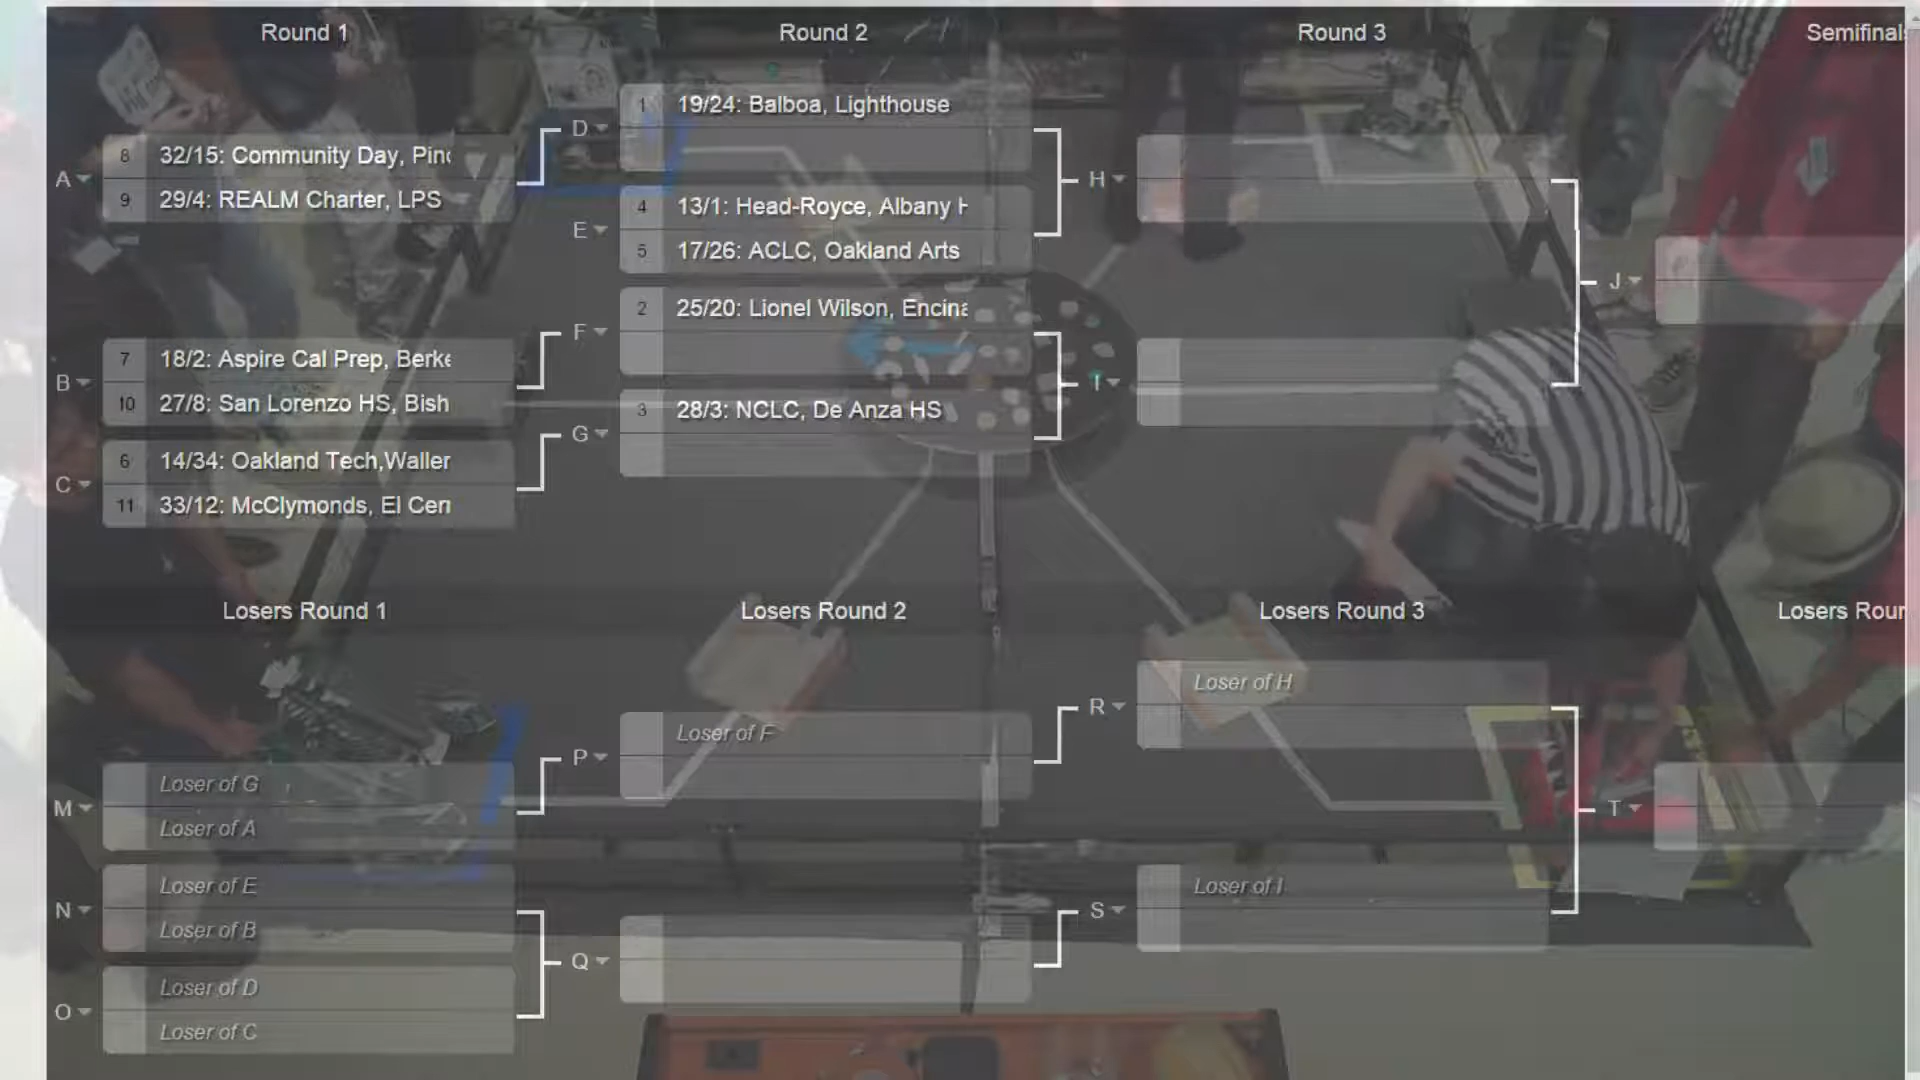 Round 1
Round 2
Round 3
Semifinals
A
8 32/15: Community Day, Pin
9 29/4: REALM Charter, LPS
B
7 18/2: Aspire Cal Prep, Berke
10 27/8: San Lorenzo HS, Bish
C
6 14/34: Oakland Tech,Waller
11 33/12: McClymonds, El Cerr
D
1 19/24: Balboa, Lighthouse
E
4 13/1: Head-Royce, Albany H
5 17/26: ACLC, Oakland Arts
F
2 25/20: Lionel Wilson, Encina
G
3 28/3: NCLC, De Anza HS
H
I
J
Losers Round 1
Losers Round 2
Losers Round 3
Losers Roun
M
Loser of G
Loser of A
N
Loser of E
Loser of B
O
Loser of D
Loser of C
P
Loser of F
Q
R
Loser of H
S
Loser of I
T